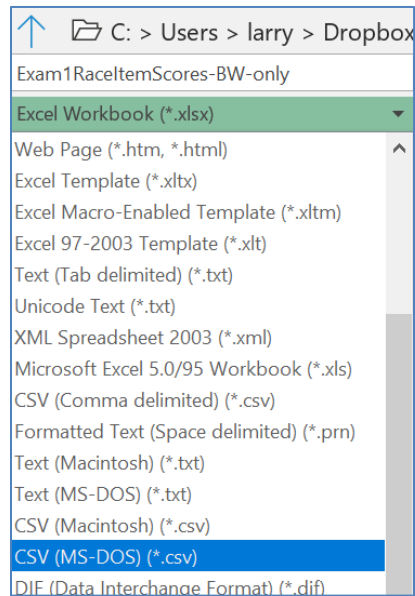 C: > Users > larry > Dropbox
Exam1RaceItemScores-BW-only
Excel Workbook (*.xlsx)
Web Page (*.htm, *.html)
Excel Template (*.xltx)
Excel Macro-Enabled Template (*.xltm)
Excel 97-2003 Template (*.xlt)
Text (Tab delimited) (*.txt)
Unicode Text (*.txt)
XML Spreadsheet 2003 (*.xml)
Microsoft Excel 5.0/95 Workbook (*.xls)
CSV (Comma delimited) (*.csv)
Formatted Text (Space delimited) (*.prn)
Text (Macintosh) (*.txt)
Text (MS-DOS) (*.txt)
CSV (Macintosh) (*.csv)
CSV (MS-DOS) (*.csv)
DIF (Data Interchange Format) (*.dif)